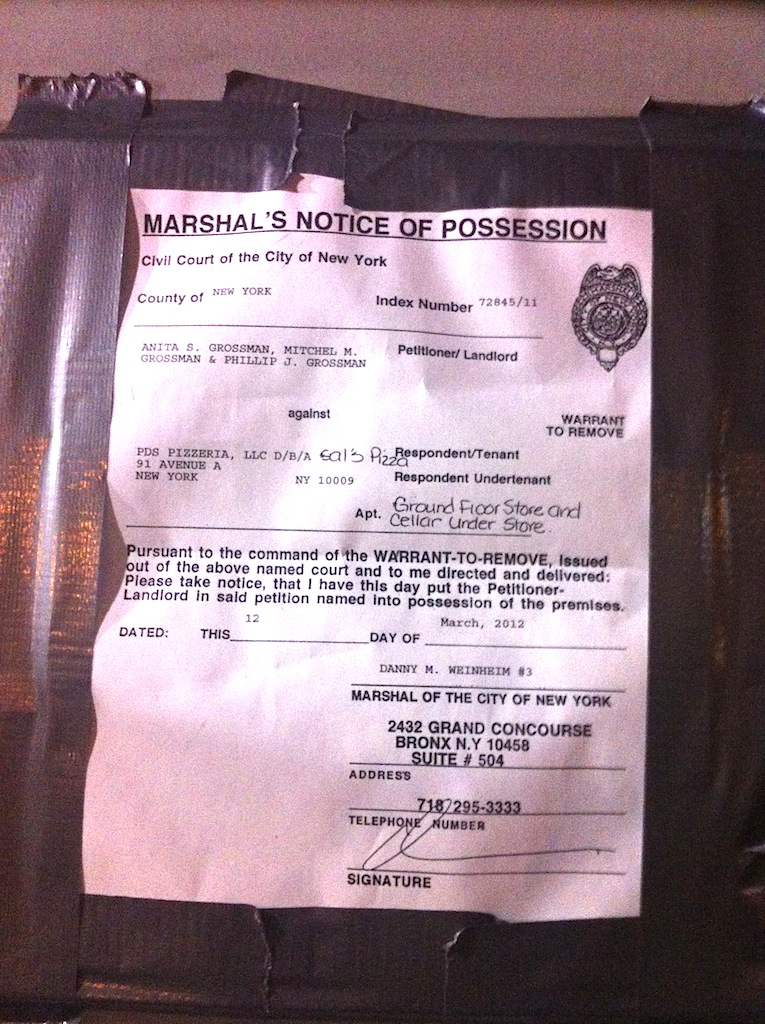 MARSHAL'S NOTICE OF POSSESSION
Civil Court of the City of New York
County of NEW YORK Index Number 72845/11
ANITA S. GROSSMAN, MITCHEL M.
GROSSMAN & PHILLIP J. GROSSMAN
Petitioner/ Landlord
against
WARRANT
TO REMOVE
PDS PIZZERIA, LLC D/B/A Sal's Pizza Respondent/Tenant
91 AVENUE A
NEW YORK NY 10009
Respondent Undertenant
Apt. Ground Floor Store and
Cellar Under Store.
Pursuant to the command of the WARRANT-TO-REMOVE, issued
out of the above named court and to me directed and delivered:
Please take notice, that I have this day put the Petitioner-
Landlord in said petition named into possession of the premises.
DATED: THIS 12 DAY OF March, 2012
DANNY M. WEINHEIM #3
MARSHAL OF THE CITY OF NEW YORK
2432 GRAND CONCOURSE
BRONX N.Y 10458
SUITE # 504
ADDRESS
718 295-3333
TELEPHONE NUMBER
SIGNATURE